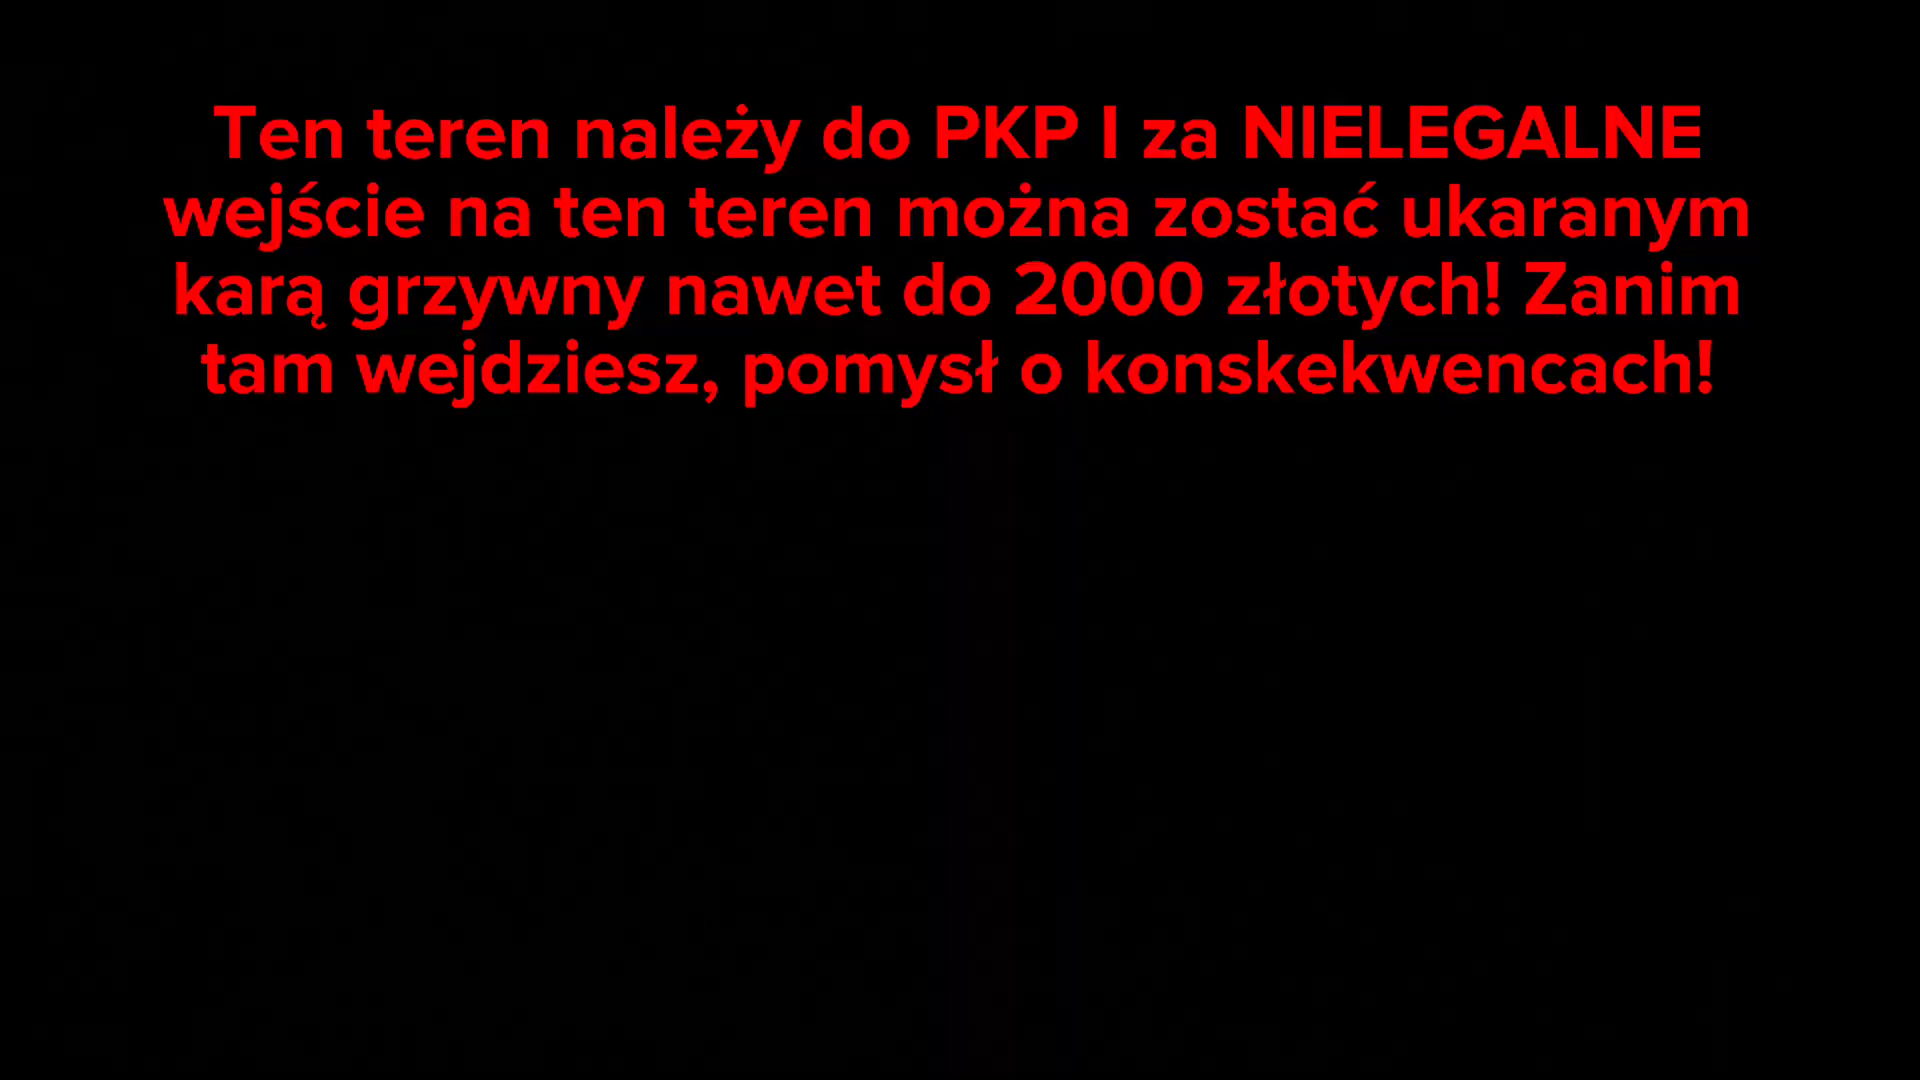 Ten teren należy do PKP I za NIELEGALNE
wejście na ten teren można zostać ukaranym
karą grzywny nawet do 2000 złotych! Zanim
tam wejdziesz, pomysł o konskekwencach!